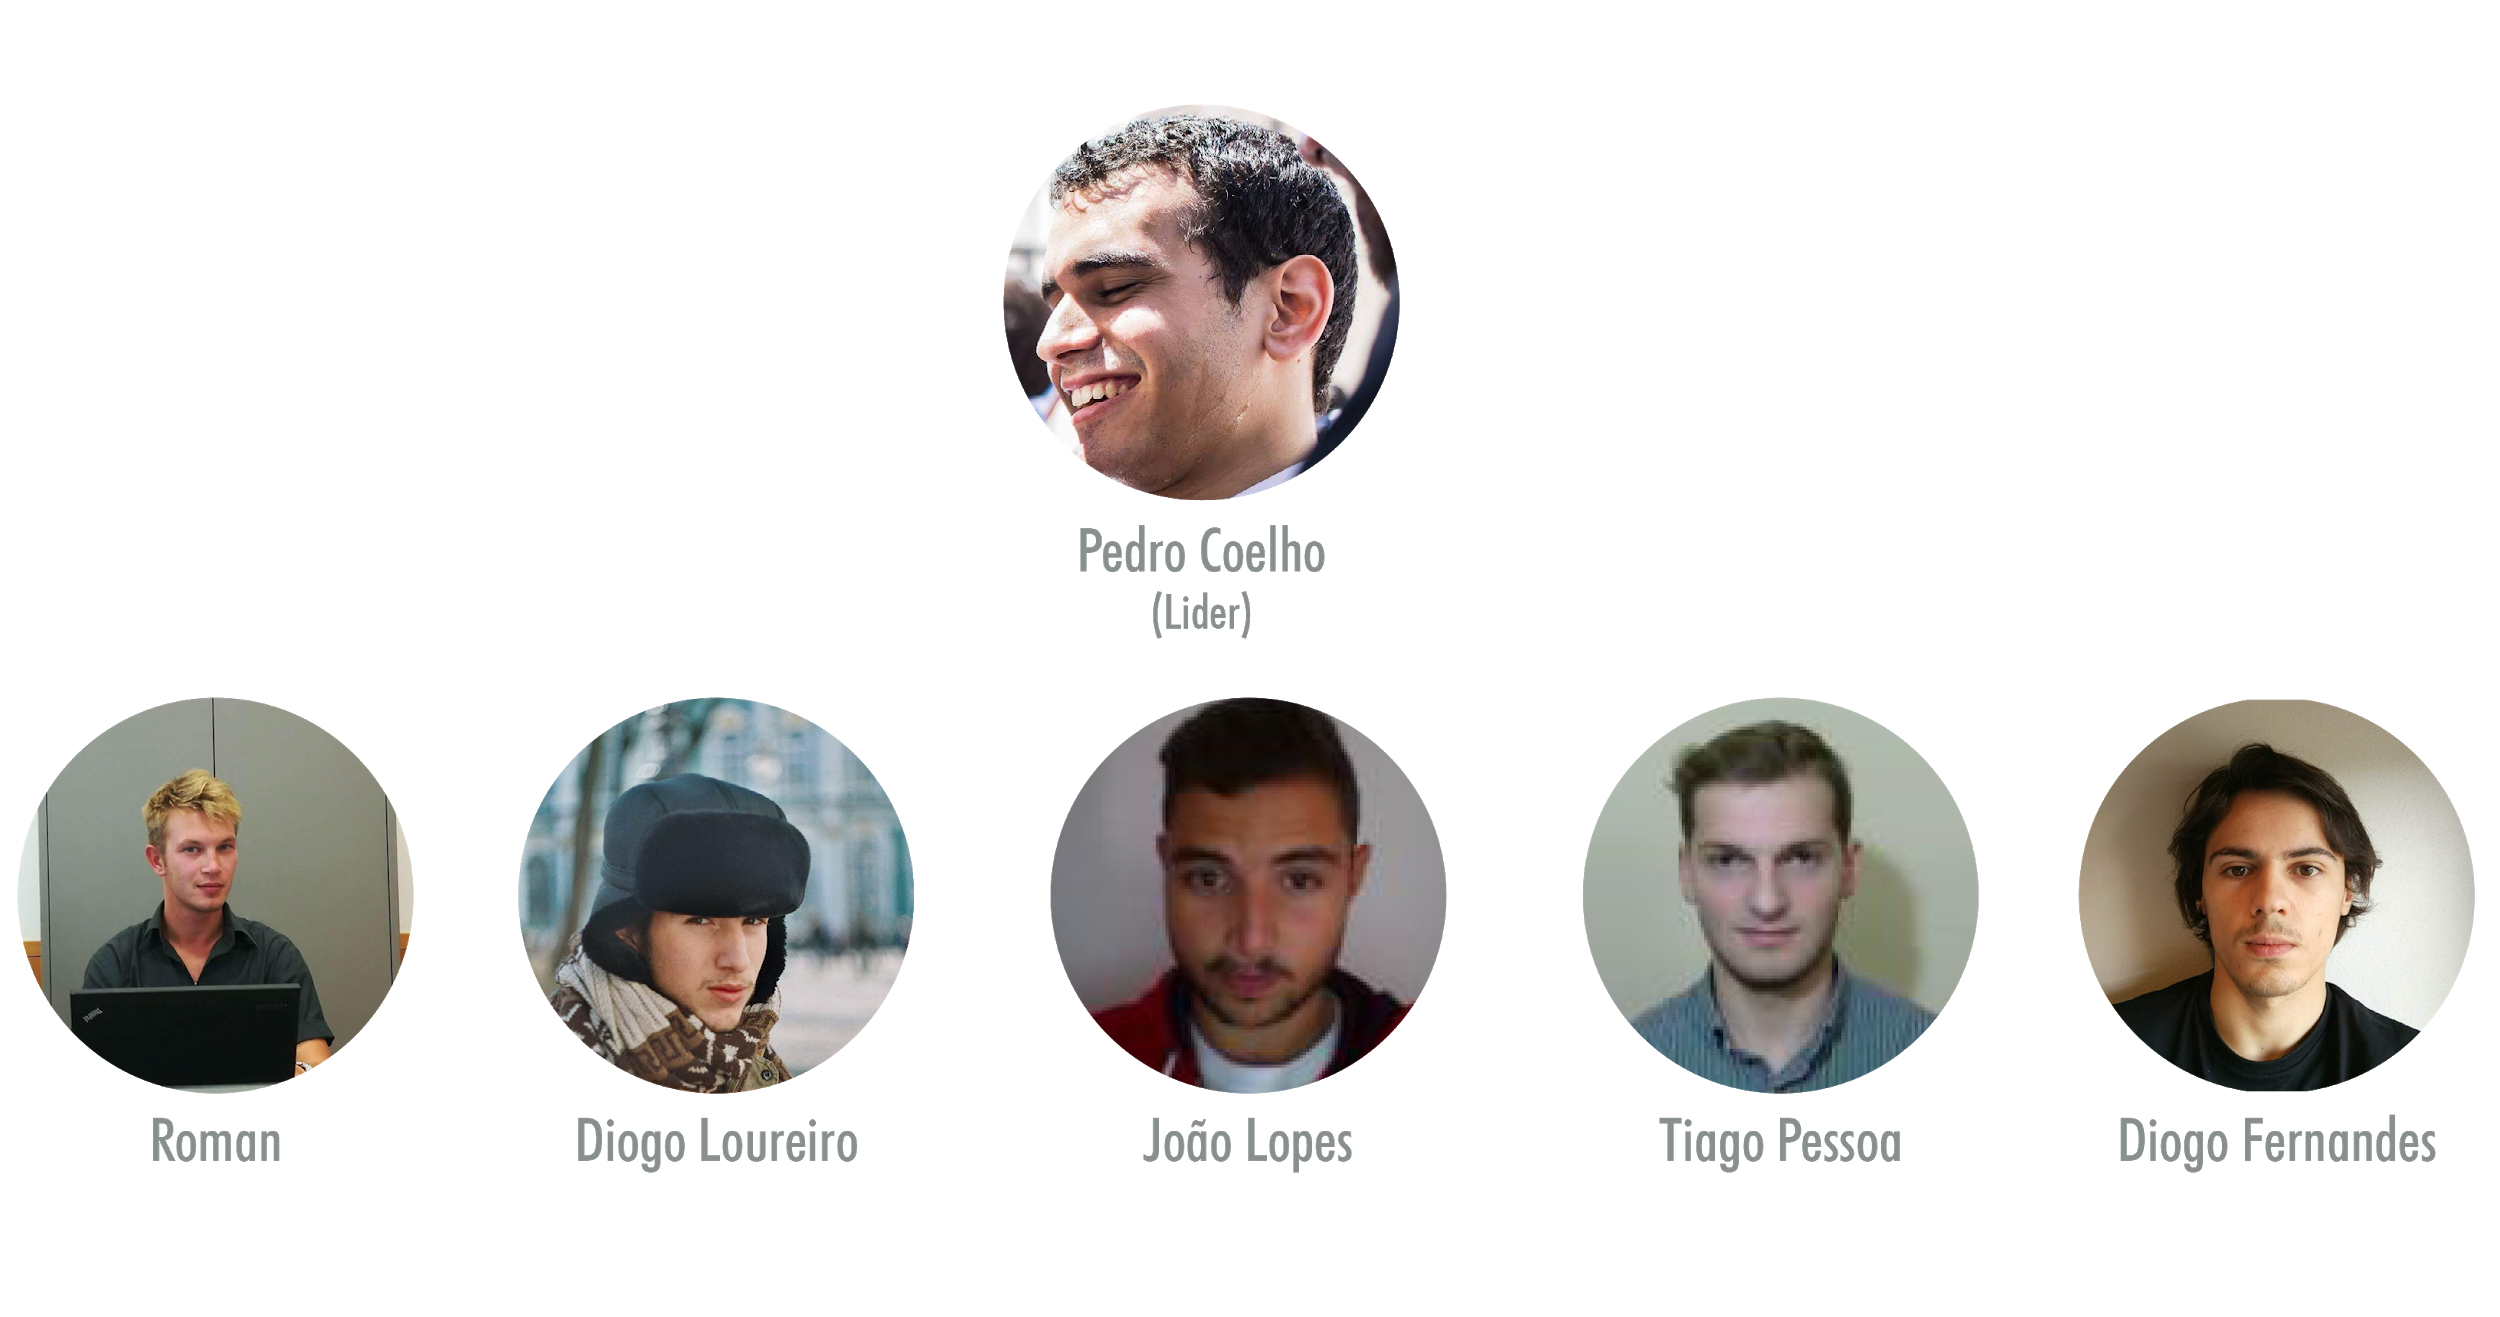 Pedro Coelho
(Lider)
Roman
Diogo Loureiro
João Lopes
Tiago Pessoa
Diogo Fernandes